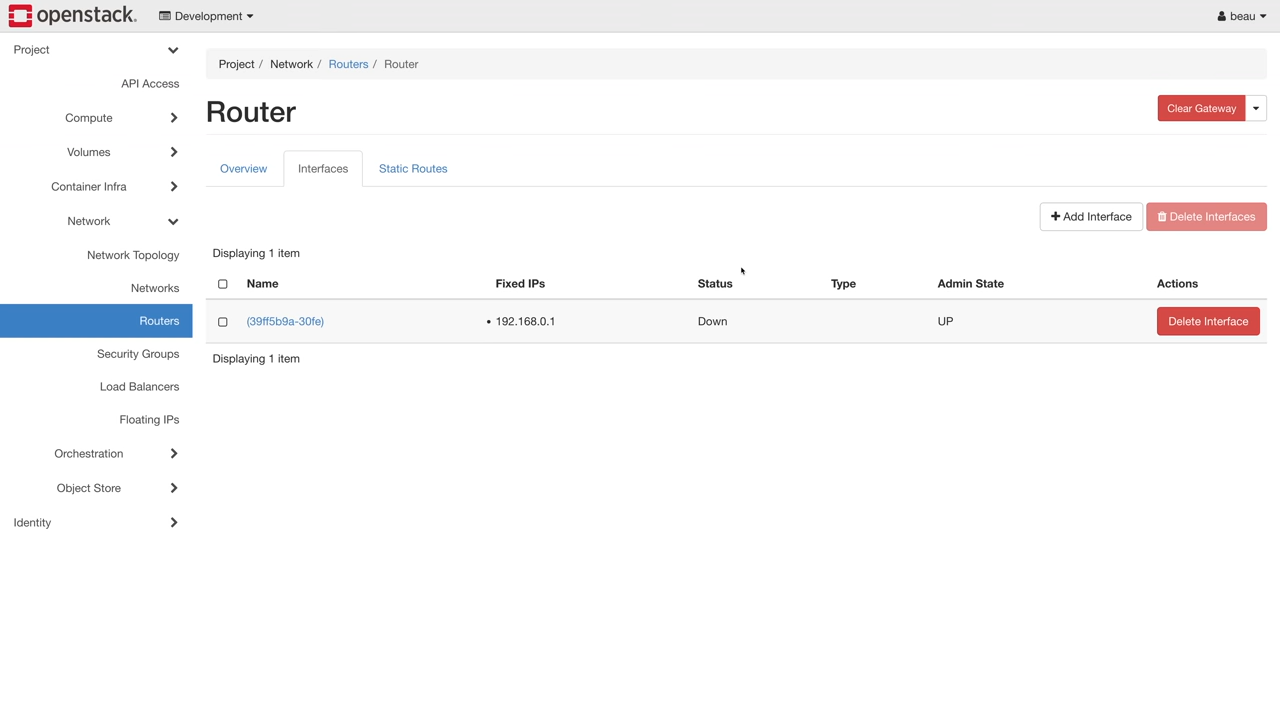 openstack. Development beau
Project
API Access
Compute
Volumes
Container Infra
Network
Network Topology
Networks
Routers
Security Groups
Load Balancers
Floating IPs
Orchestration
Object Store
Identity
Project / Network / Routers / Router
Router
Clear Gateway
Overview Interfaces Static Routes
+ Add Interface Delete Interfaces
Displaying 1 item
Name Fixed IPs Status Type Admin State Actions
(39ff5b9a-30fe) • 192.168.0.1 Down UP Delete Interface
Displaying 1 item